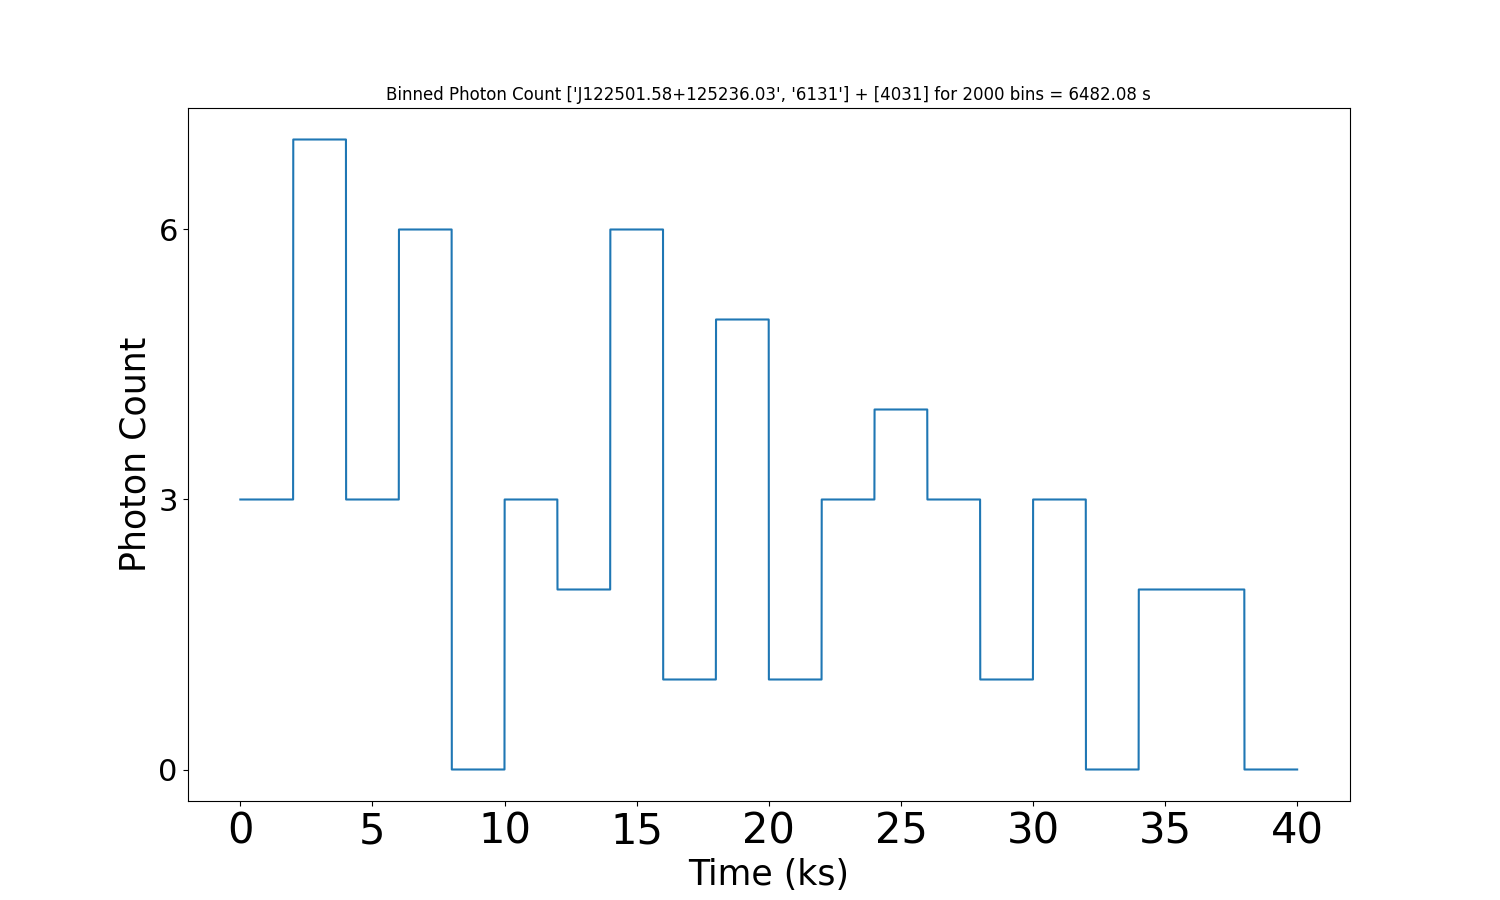 Binned Photon Count ['J122501.58+125236.03', '6131'] + [4031] for 2000 bins = 6482.08 s
6
3
0
Photon Count
0 5 10 15 20 25 30 35 40
Time (ks)